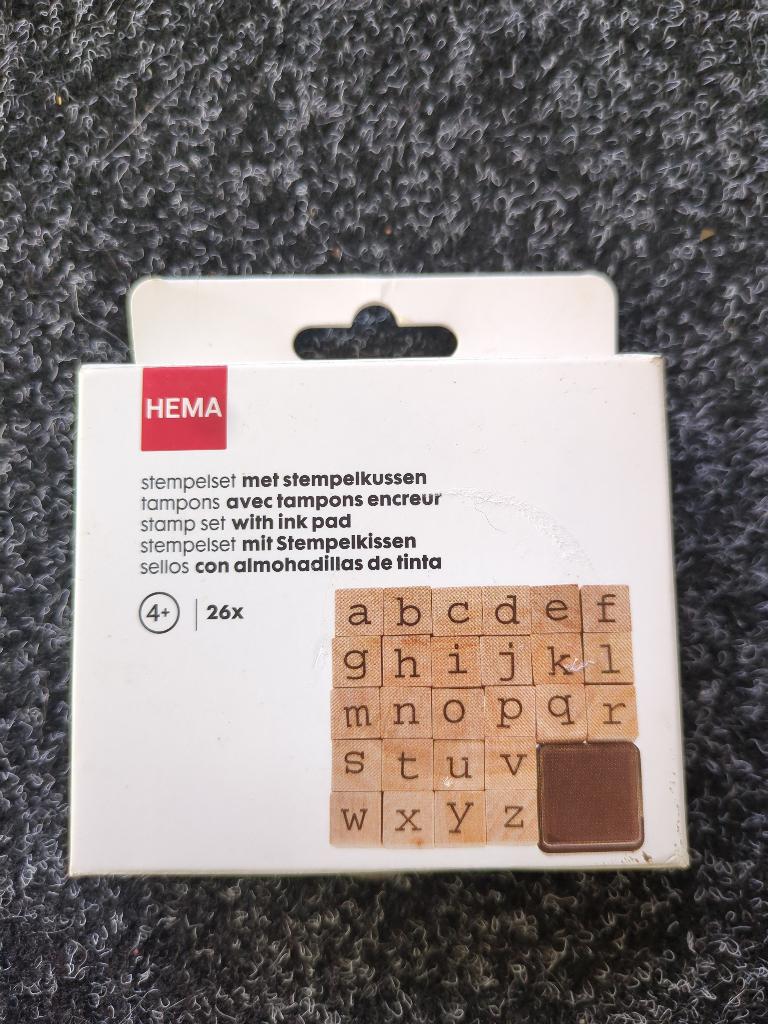 HEMA
stempelset met stempelkussen
tampons avec tampons encreur
stamp set with ink pad
stempelset mit Stempelkissen
sellos con almohadillas de tinta
4+ | 26x
a b c d e f
g h i j k l
m n o p q r
s t u v
w x y z